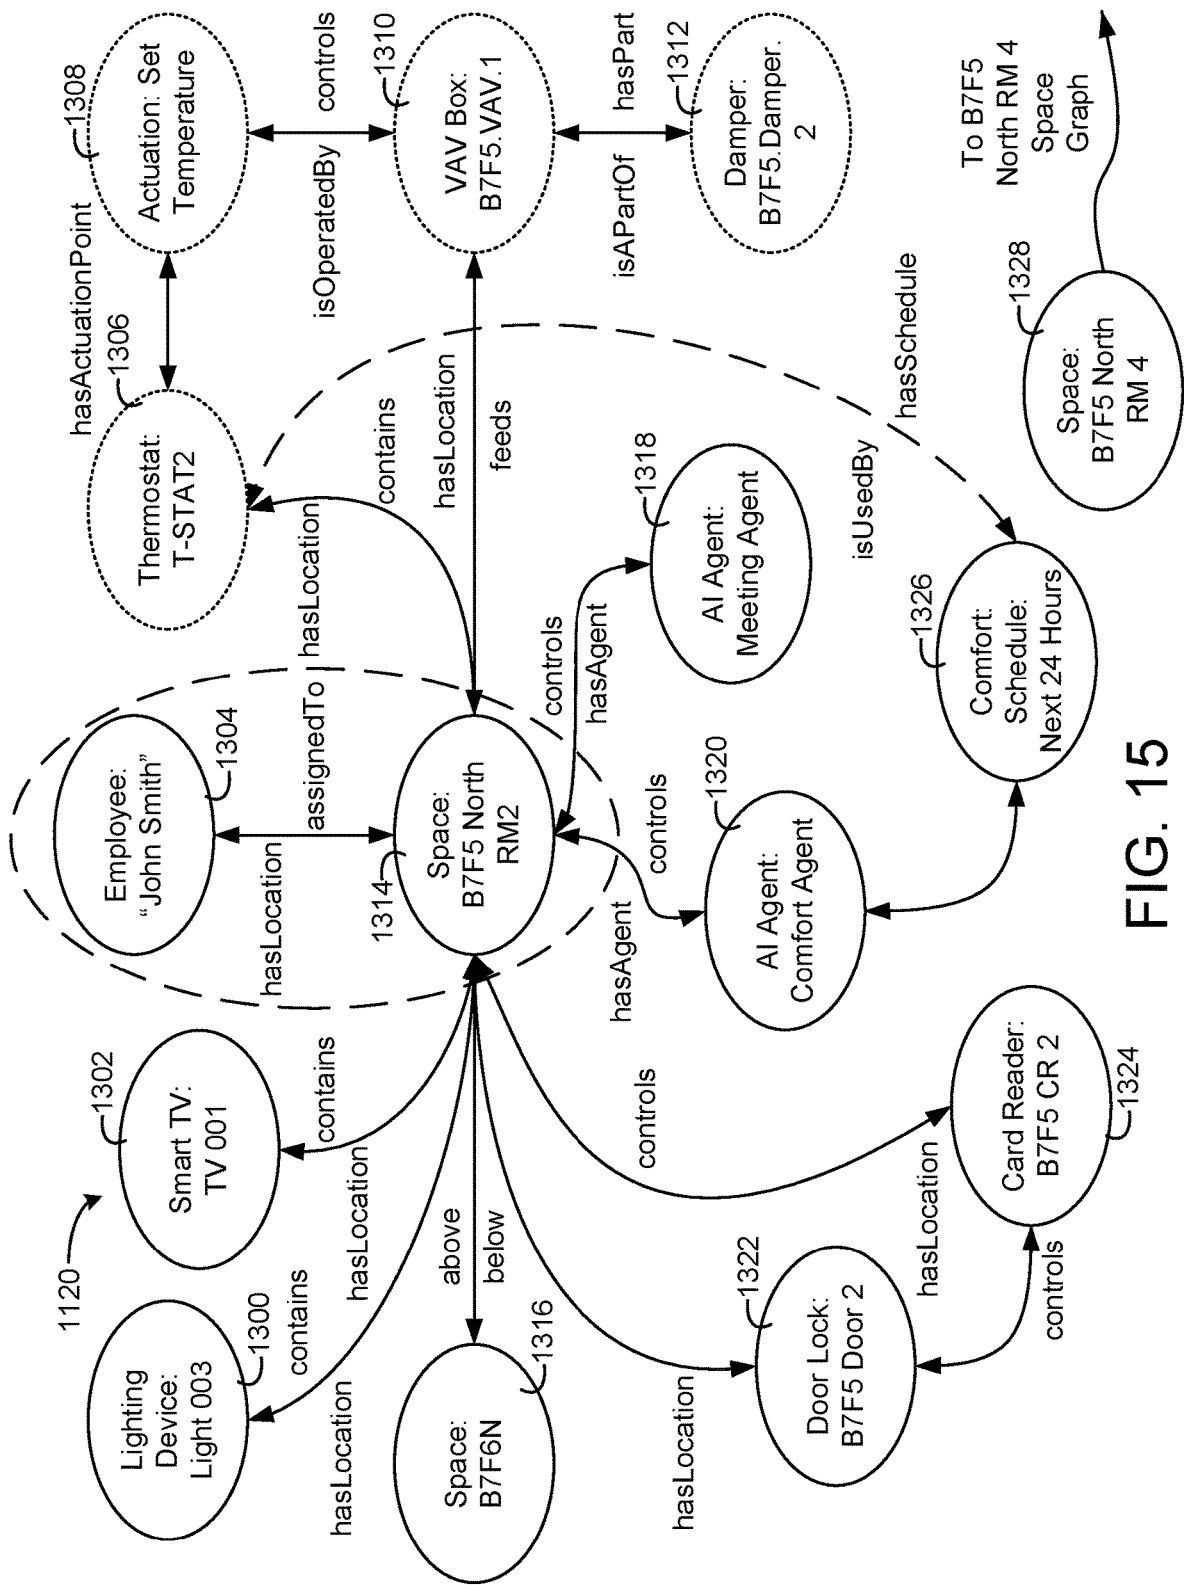 1120
Lighting
Device:
Light 003
1300
Smart TV:
TV 001
1302
Employee:
“John Smith”
1304
Thermostat:
T-STAT2
1306
hasActuationPoint
Actuation: Set
Temperature
1308
contains
hasLocation
contains
hasLocation
hasLocation
assignedTo
hasLocation
contains
isOperatedBy
controls
Space:
B7F6N
1316
above
below
1314
Space:
B7F5 North
RM2
hasLocation
feeds
VAV Box:
B7F5.VAV.1
1310
isAPartOf
hasPart
Damper:
B7F5.Damper.
2
1312
controls
hasAgent
AI Agent:
Meeting Agent
1318
hasAgent
controls
AI Agent:
Comfort Agent
1320
hasLocation
Door Lock:
B7F5 Door 2
1322
controls
hasLocation
controls
Card Reader:
B7F5 CR 2
1324
Comfort:
Schedule:
Next 24 Hours
1326
isUsedBy
hasSchedule
Space:
B7F5 North
RM 4
1328
To B7F5
North RM 4
Space
Graph
FIG. 15